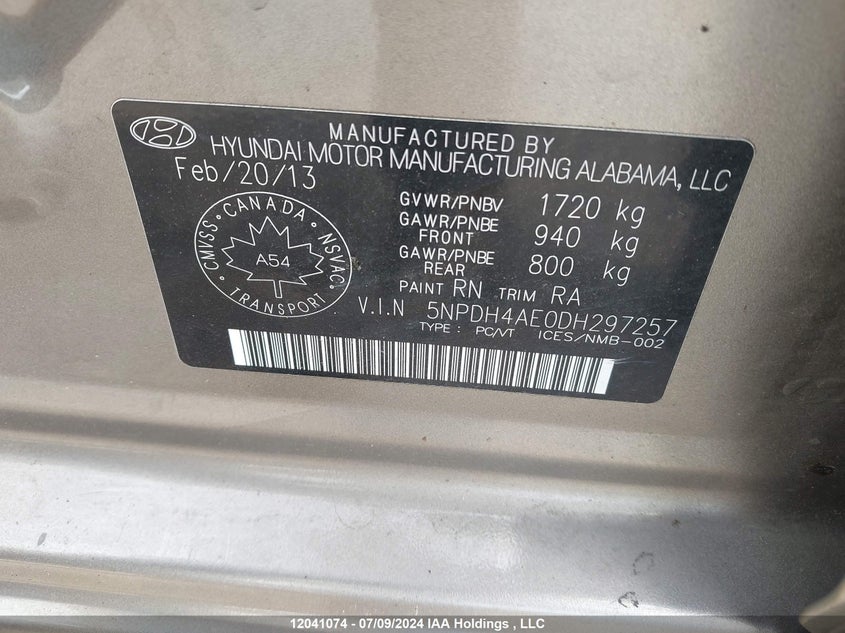 MANUFACTURED BY
HYUNDAI MOTOR MANUFACTURING ALABAMA, LLC
Feb/20/13
GVWR/PNBV 1720 kg
GAWR/PNBE FRONT 940 kg
GAWR/PNBE REAR 800 kg
PAINT RN TRIM RA
CANADA
CMVSS · NSVAC
A54
TRANSPORT
V.I.N 5NPDH4AE0DH297257
TYPE : PC/VT ICES/NMB-002
12041074 - 07/09/2024 IAA Holdings , LLC